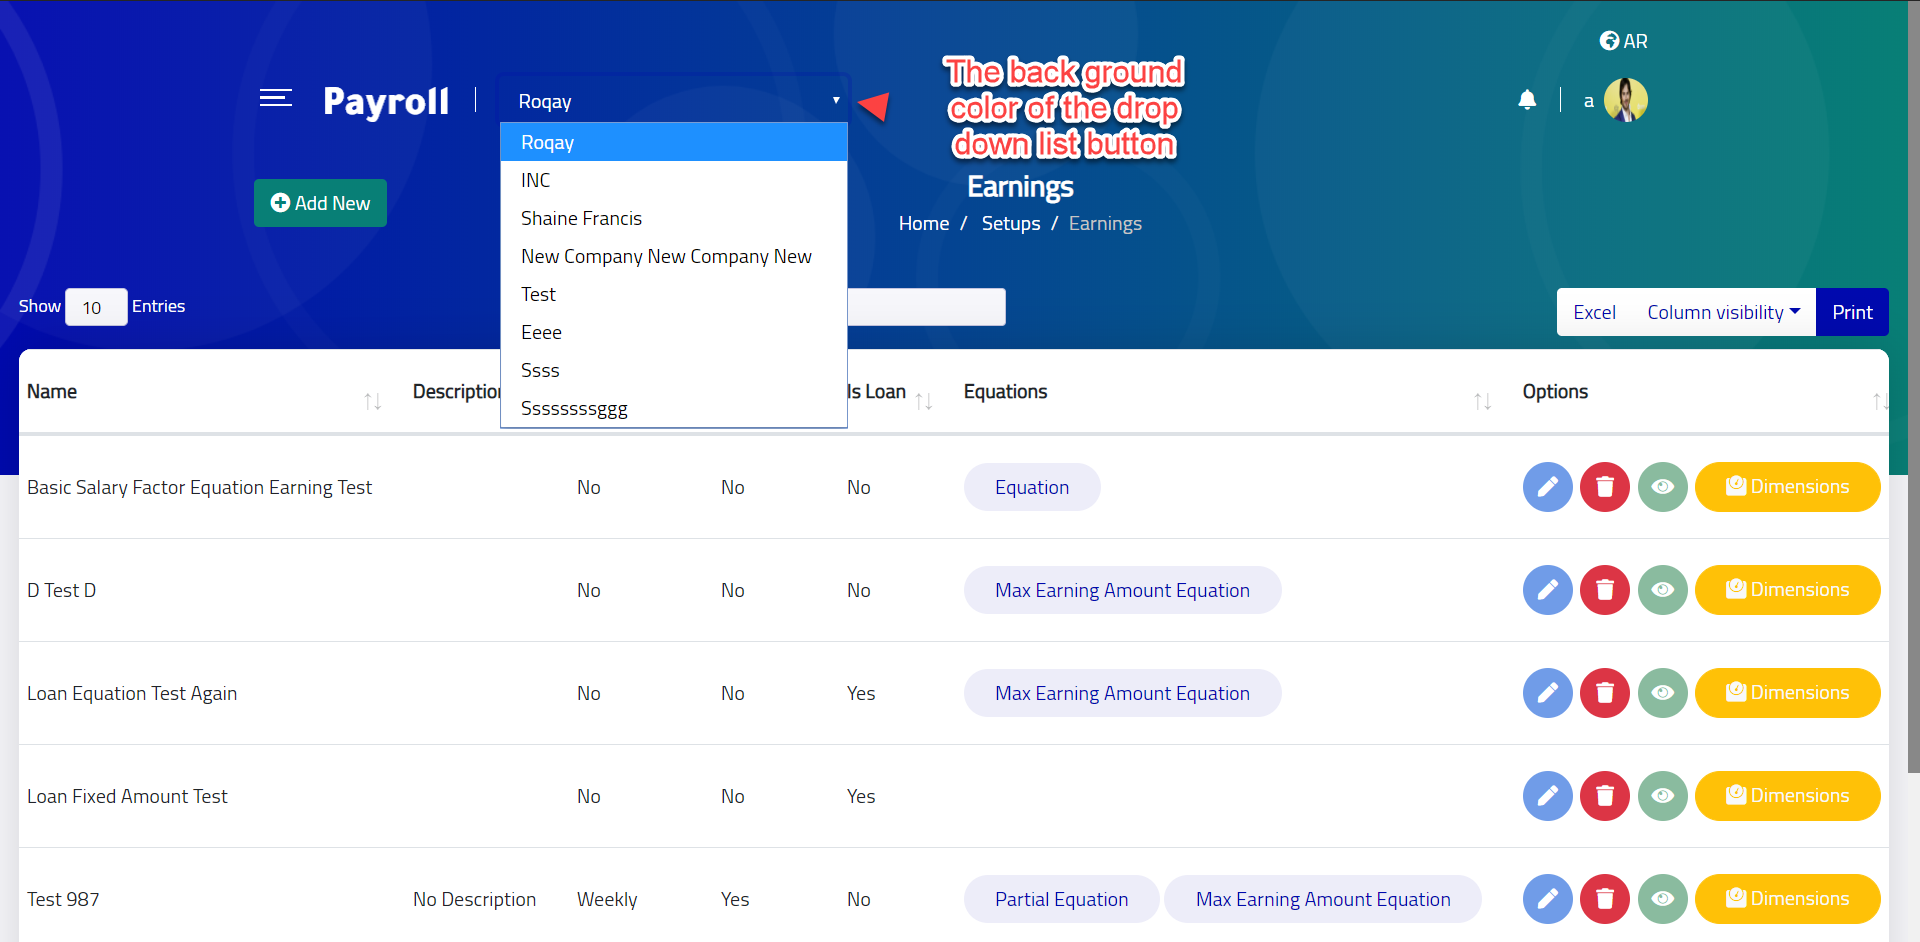 AR
Payroll
Roqay
The back ground
color of the drop
down list button
a
Roqay
INC
Shaine Francis
New Company New Company New
Test
Eeee
Ssss
Ssssssssggg
Add New
Earnings
Home / Setups / Earnings
Show 10 Entries
Excel Column visibility Print
Name Description Is Loan Equations Options
Basic Salary Factor Equation Earning Test No No No Equation Dimensions
D Test D No No No Max Earning Amount Equation Dimensions
Loan Equation Test Again No No Yes Max Earning Amount Equation Dimensions
Loan Fixed Amount Test No No Yes Dimensions
Test 987 No Description Weekly Yes No Partial Equation Max Earning Amount Equation Dimensions